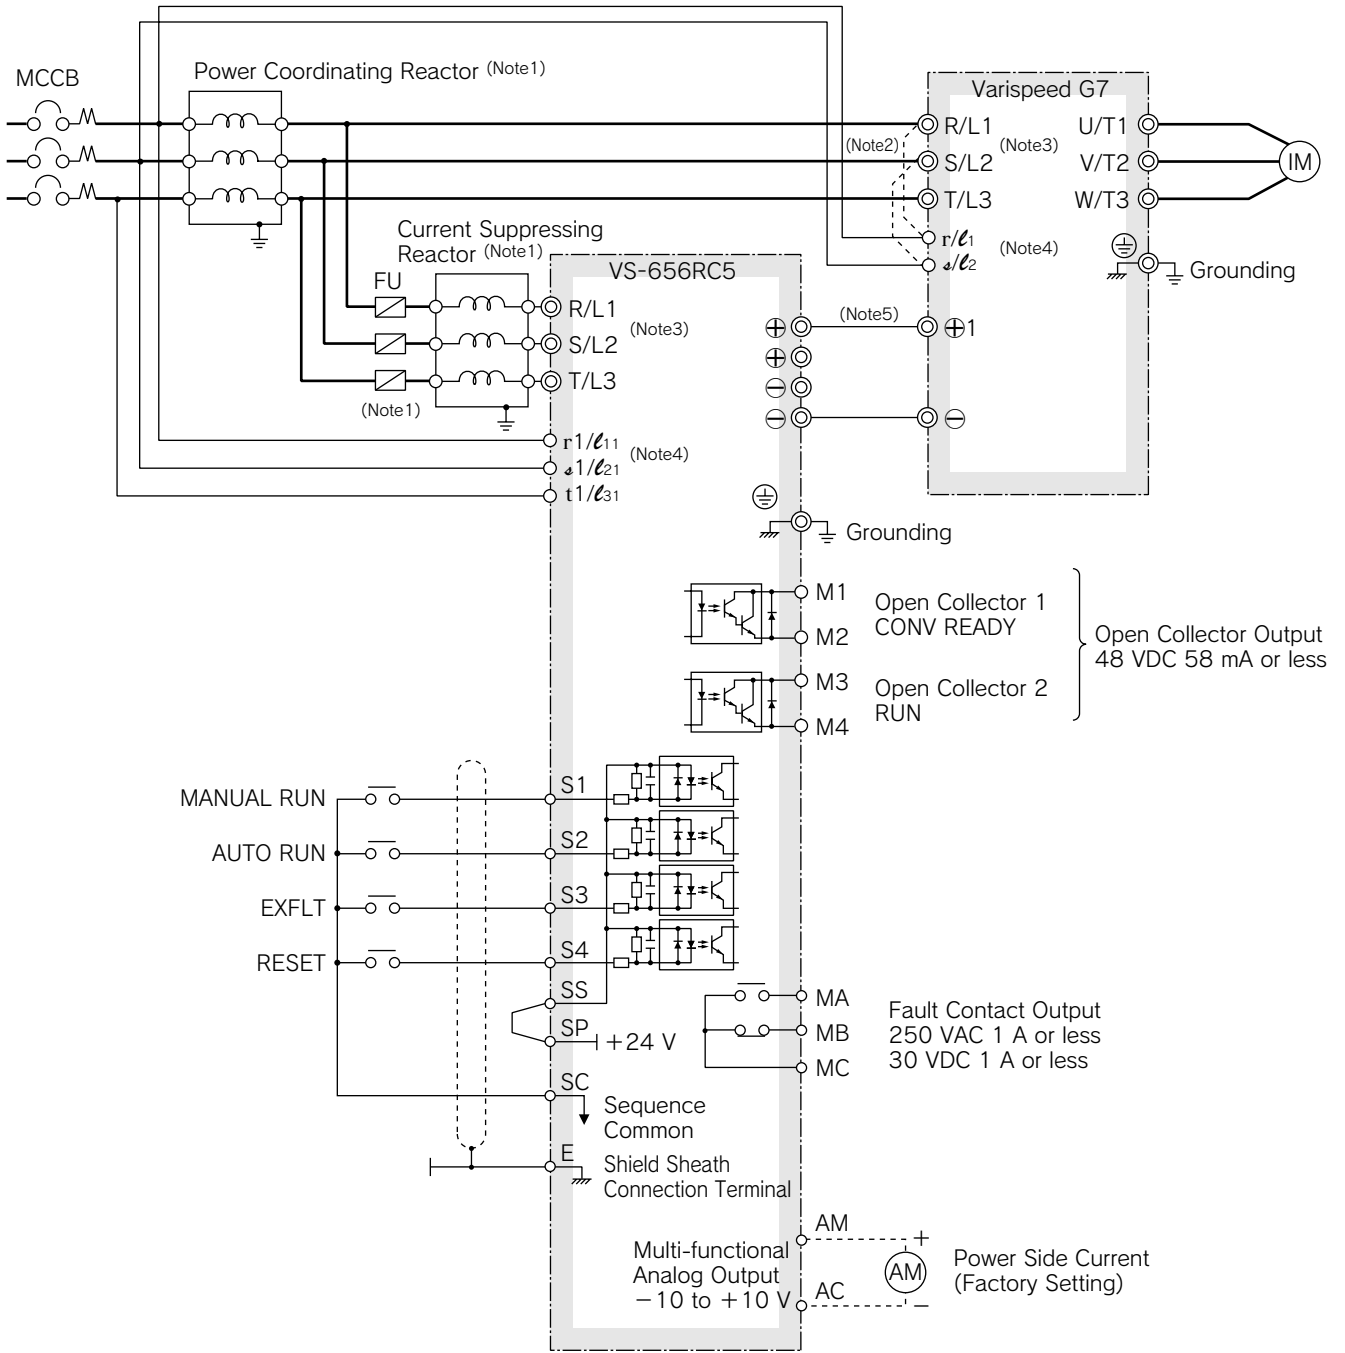 MCCB
Power Coordinating Reactor (Note1)
Varispeed G7
R/L1
U/T1
(Note2)
(Note3)
S/L2
V/T2
IM
T/L3
W/T3
r/ℓ1
(Note4)
s/ℓ2
Grounding
Current Suppressing
Reactor (Note1)
VS-656RC5
FU
R/L1
(Note3)
S/L2
T/L3
(Note1)
⊕
(Note5)
⊕1
⊕
⊖
⊖
⊖
r1/ℓ11
(Note4)
s1/ℓ21
t1/ℓ31
Grounding
M1
Open Collector 1
CONV READY
M2
Open Collector Output
48 VDC 58 mA or less
M3
Open Collector 2
RUN
M4
MANUAL RUN
S1
AUTO RUN
S2
EXFLT
S3
RESET
S4
SS
SP
+24 V
MA
MB
MC
Fault Contact Output
250 VAC 1 A or less
30 VDC 1 A or less
SC
Sequence
Common
E
Shield Sheath
Connection Terminal
AM
+
Multi-functional
Analog Output
−10 to +10 V
AM
Power Side Current
(Factory Setting)
AC
−